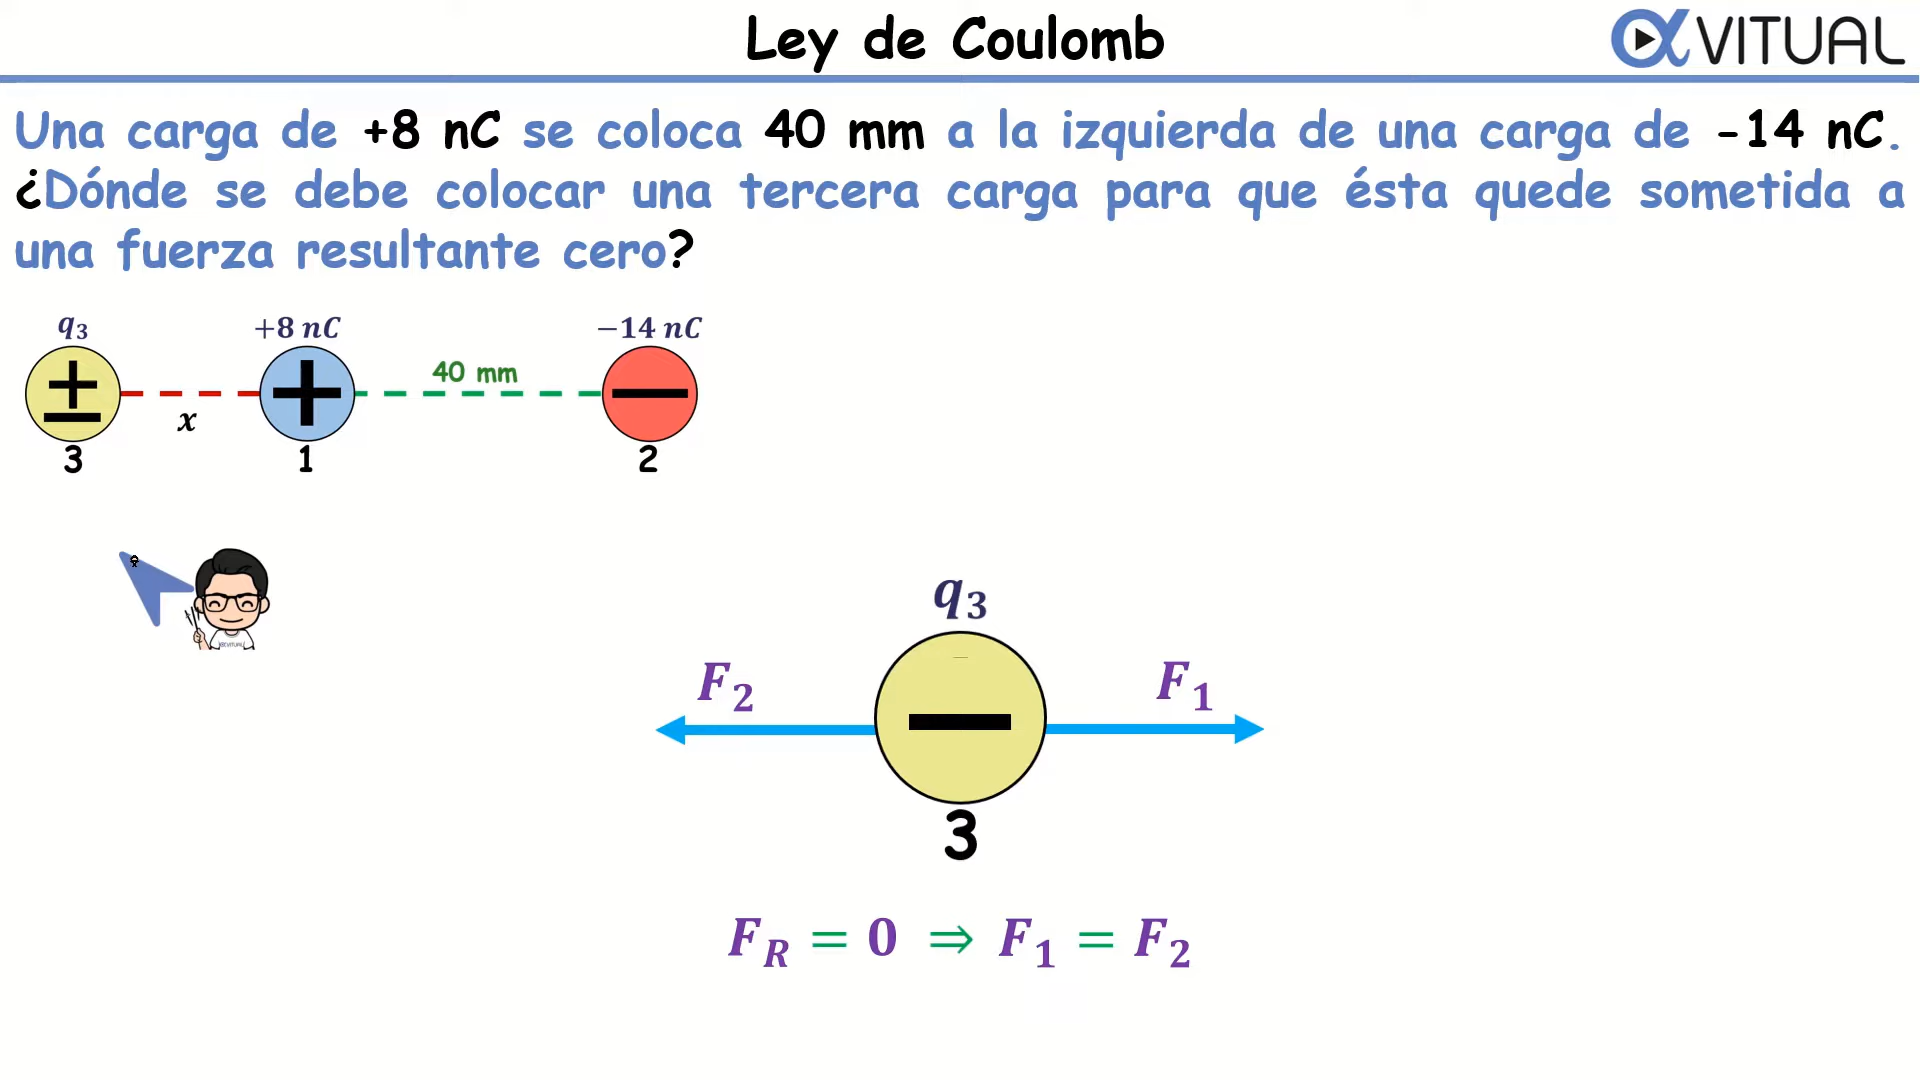 Ley de Coulomb
αVITUAL
Una carga de +8 nC se coloca 40 mm a la izquierda de una carga de -14 nC.
¿Dónde se debe colocar una tercera carga para que ésta quede sometida a
una fuerza resultante cero?
q₃ +8 nC −14 nC
± + −
40 mm
x
3 1 2
q₃
F₂ F₁
−
3
F_R = 0 ⇒ F₁ = F₂